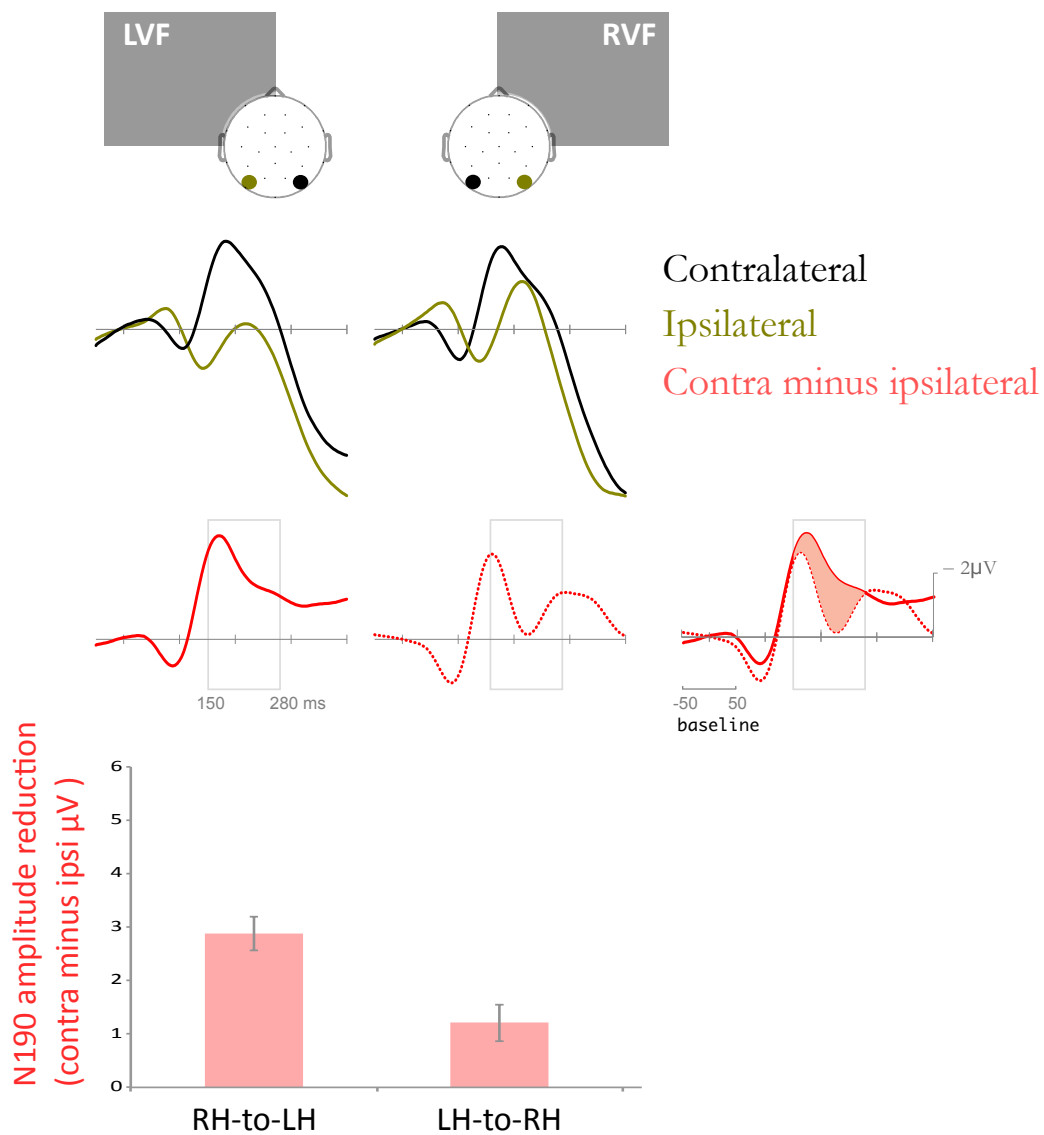 LVF
RVF
Contralateral
Ipsilateral
Contra minus ipsilateral
150
280 ms
– 2µV
-50
50
baseline
N190 amplitude reduction
(contra minus ipsi µV )
6
5
4
3
2
1
0
RH-to-LH
LH-to-RH